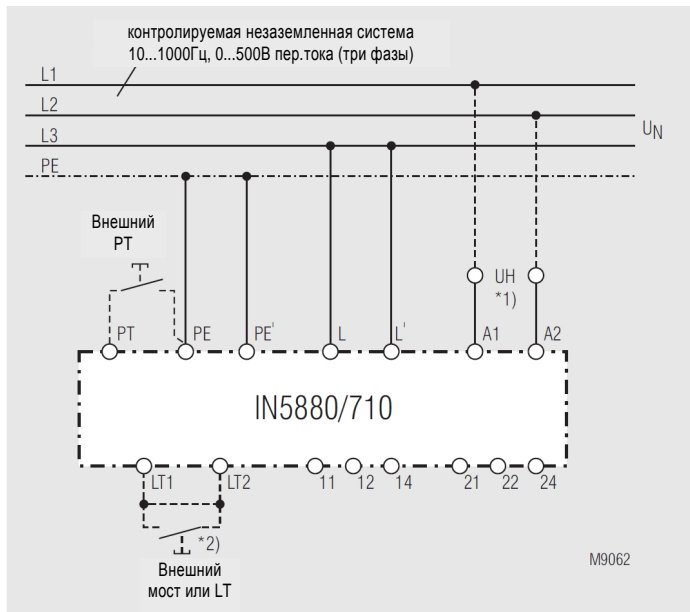 контролируемая незаземленная система
10...1000Гц, 0...500В пер.тока (три фазы)
L1
L2
L3
PE
UN
Внешний
PT
UH
*1)
PT
PE
PE'
L
L'
A1
A2
IN5880/710
LT1
LT2
11
12
14
21
22
24
*2)
Внешний
мост или LT
M9062